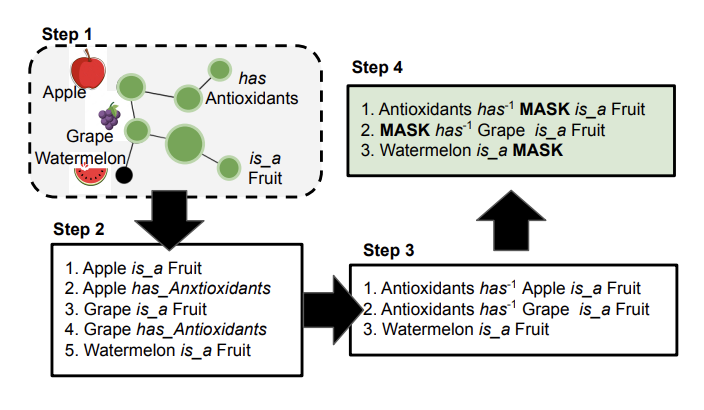 Step 1
Apple
has
Antioxidants
Grape
Watermelon
is_a
Fruit
Step 2
1. Apple is_a Fruit
2. Apple has_Anxtioxidants
3. Grape is_a Fruit
4. Grape has_Antioxidants
5. Watermelon is_a Fruit
Step 3
1. Antioxidants has-1 Apple is_a Fruit
2. Antioxidants has-1 Grape is_a Fruit
3. Watermelon is_a Fruit
Step 4
1. Antioxidants has-1 MASK is_a Fruit
2. MASK has-1 Grape is_a Fruit
3. Watermelon is_a MASK